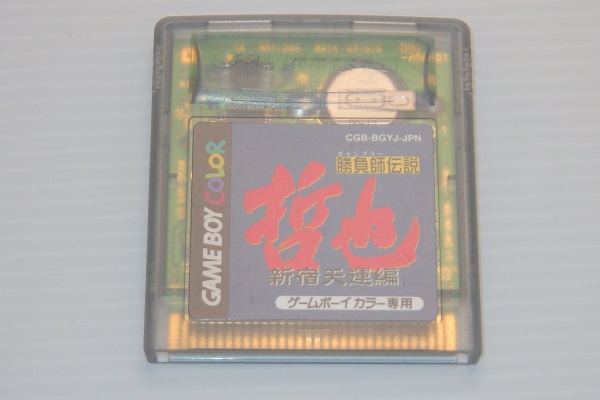 CGB-BGYJ-JPN
ギャンブラー
勝負師伝説
哲也
新宿天運編
ゲームボーイカラー専用
GAME BOY COLOR